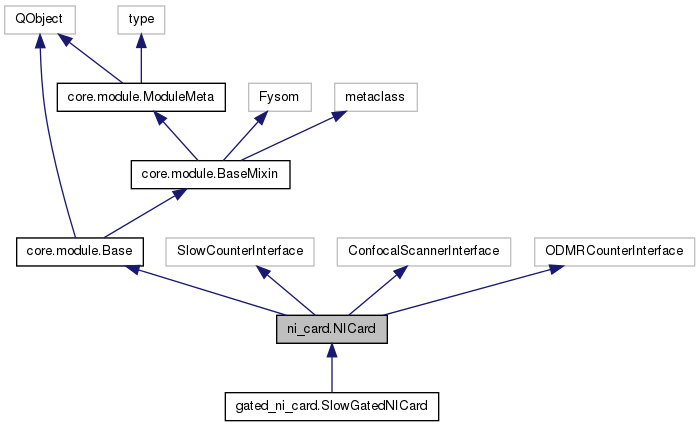 QObject
type
core.module.ModuleMeta
Fysom
metaclass
core.module.BaseMixin
core.module.Base
SlowCounterInterface
ConfocalScannerInterface
ODMRCounterInterface
ni_card.NICard
gated_ni_card.SlowGatedNICard